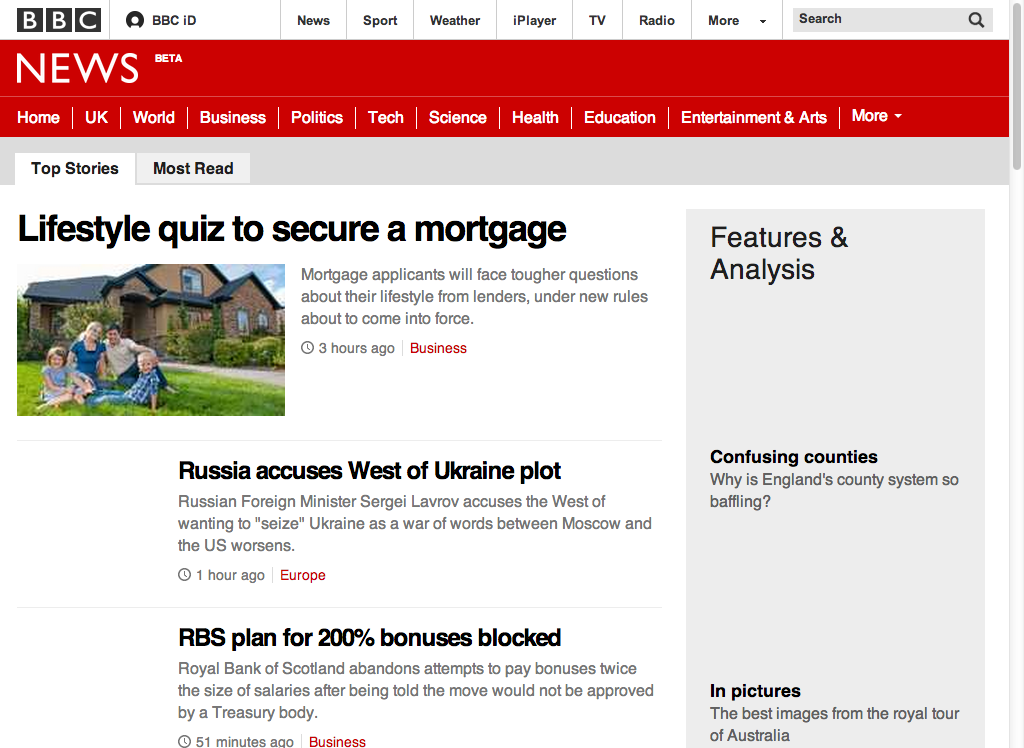 BBC
BBC iD
News
Sport
Weather
iPlayer
TV
Radio
More
Search
NEWS BETA
Home
UK
World
Business
Politics
Tech
Science
Health
Education
Entertainment & Arts
More
Top Stories
Most Read
Lifestyle quiz to secure a mortgage
Mortgage applicants will face tougher questions
about their lifestyle from lenders, under new rules
about to come into force.
3 hours ago
Business
Russia accuses West of Ukraine plot
Russian Foreign Minister Sergei Lavrov accuses the West of
wanting to "seize" Ukraine as a war of words between Moscow and
the US worsens.
1 hour ago
Europe
RBS plan for 200% bonuses blocked
Royal Bank of Scotland abandons attempts to pay bonuses twice
the size of salaries after being told the move would not be approved
by a Treasury body.
51 minutes ago
Business
Features &
Analysis
Confusing counties
Why is England's county system so
baffling?
In pictures
The best images from the royal tour
of Australia